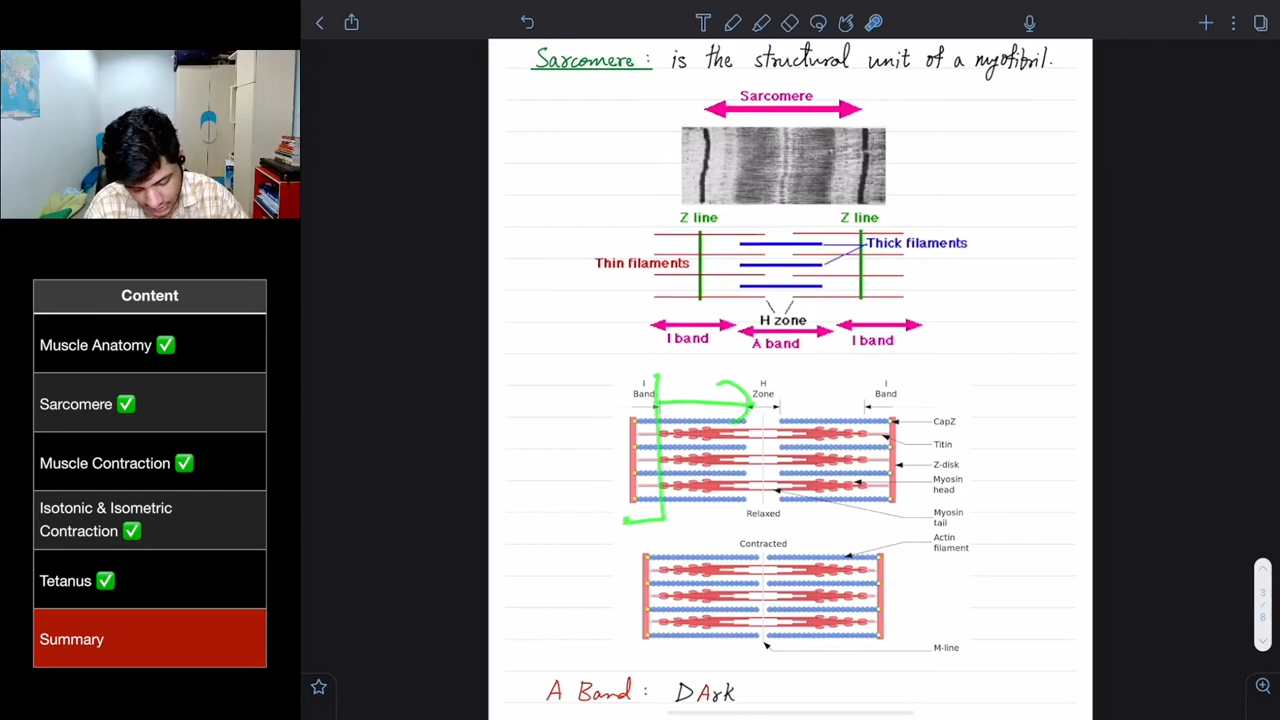 Content
Muscle Anatomy ✅
Sarcomere ✅
Muscle Contraction ✅
Isotonic & Isometric
Contraction ✅
Tetanus ✅
Summary
Sarcomere : is the structural unit of a myofibril.
Sarcomere
Z line
Z line
Thick filaments
Thin filaments
H zone
I band
A band
I band
I
Band
H
Zone
I
Band
CapZ
Titin
Z-disk
Myosin
head
Relaxed
Myosin
tail
Contracted
Actin
filament
M-line
A Band : DArk
3
/
8